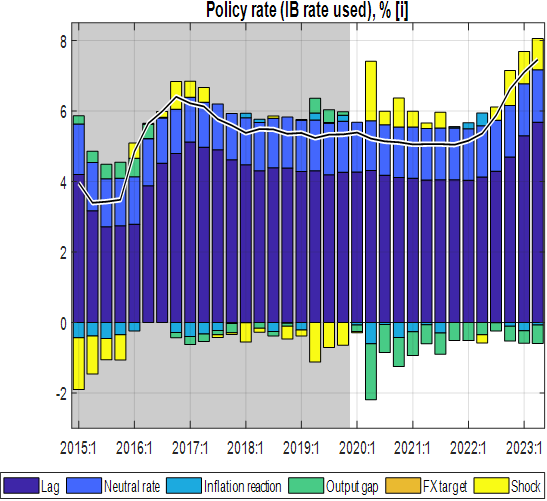 Policy rate (IB rate used), % [i]
8
6
4
2
0
-2
2015:1 2016:1 2017:1 2018:1 2019:1 2020:1 2021:1 2022:1 2023:1
Lag Neutral rate Inflation reaction Output gap FX target Shock